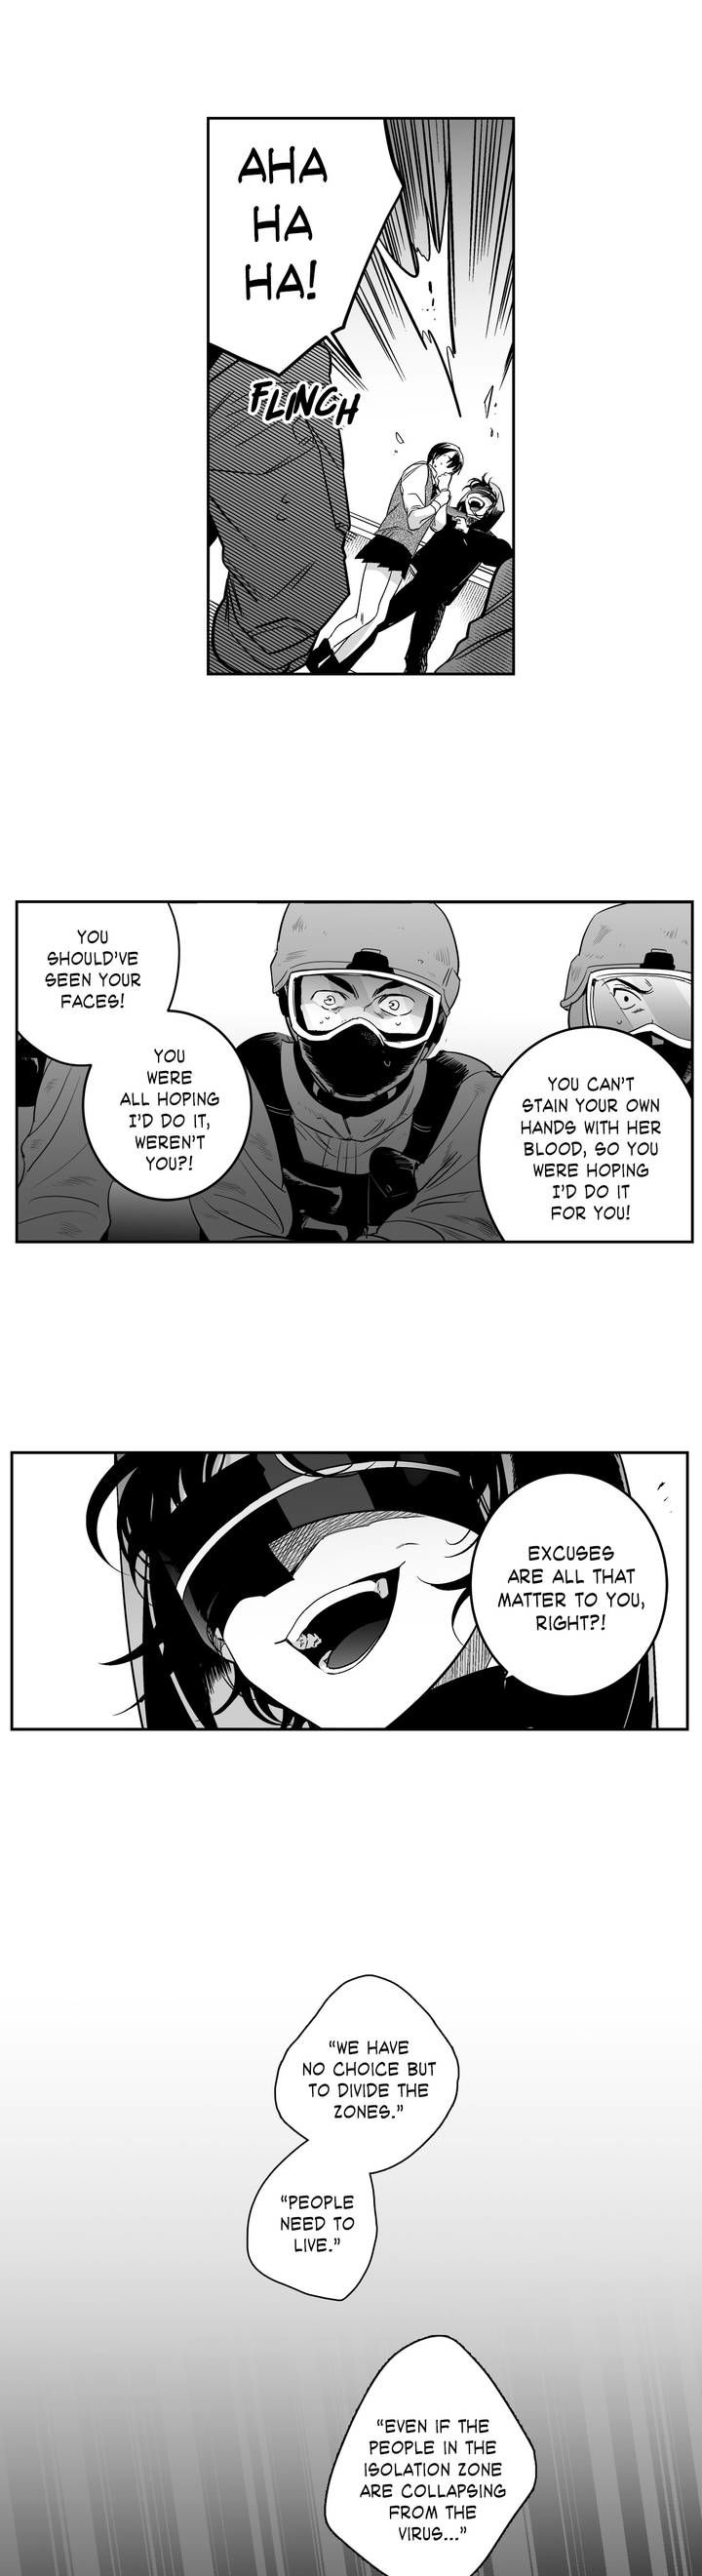 AHA
HA
HA!
FLINCH
YOU
SHOULD'VE
SEEN YOUR
FACES!
YOU
WERE
ALL HOPING
I'D DO IT,
WEREN'T
YOU?!
YOU CAN'T
STAIN YOUR OWN
HANDS WITH HER
BLOOD, SO YOU
WERE HOPING
I'D DO IT
FOR YOU!
EXCUSES
ARE ALL THAT
MATTER TO YOU,
RIGHT?!
"WE HAVE
NO CHOICE BUT
TO DIVIDE THE
ZONES."
"PEOPLE
NEED TO
LIVE."
"EVEN IF THE
PEOPLE IN THE
ISOLATION ZONE
ARE COLLAPSING
FROM THE
VIRUS..."